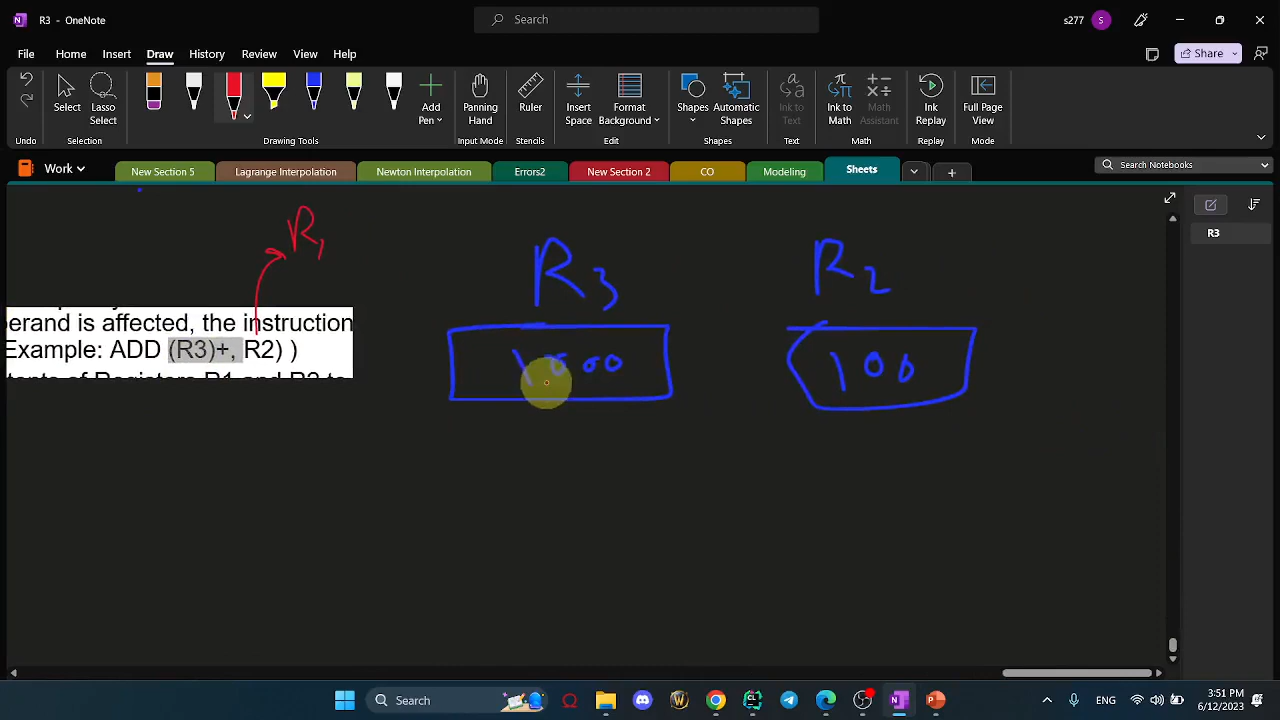 R3 - OneNote
Search
s277
S
File Home Insert Draw History Review View Help
Share
Undo
Select
Lasso Select
Add Pen
Panning Hand
Ruler
Insert Space
Format Background
Shapes
Automatic Shapes
Ink to Text
Ink to Math
Math Assistant
Ink Replay
Full Page View
Undo Selection Drawing Tools Input Mode Stencils Edit Shapes Convert Replay Mode
Work New Section 5 Lagrange Interpolation Newton Interpolation Errors2 New Section 2 CO Modeling Sheets
Search Notebooks
R3
R1
R3
R2
erand is affected, the instruction
Example: ADD (R3)+, R2) )
1000
100
Search
ENG
3:51 PM
6/12/2023